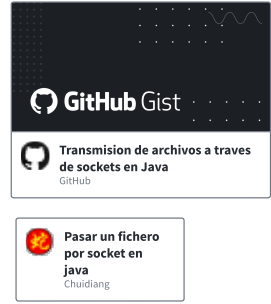 GitHub Gist
Transmision de archivos a traves
de sockets en Java
GitHub
Pasar un fichero
por socket en
java
Chuidiang